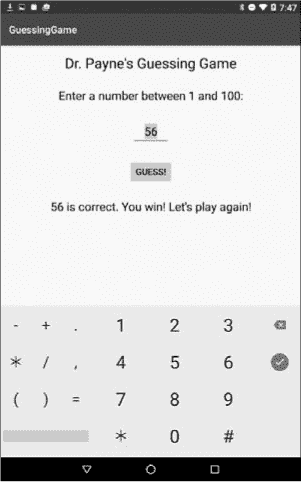 7:47
GuessingGame
Dr. Payne's Guessing Game
Enter a number between 1 and 100:
56
GUESS!
56 is correct. You win! Let's play again!
- + . 1 2 3
* / , 4 5 6
( ) = 7 8 9
* 0 #